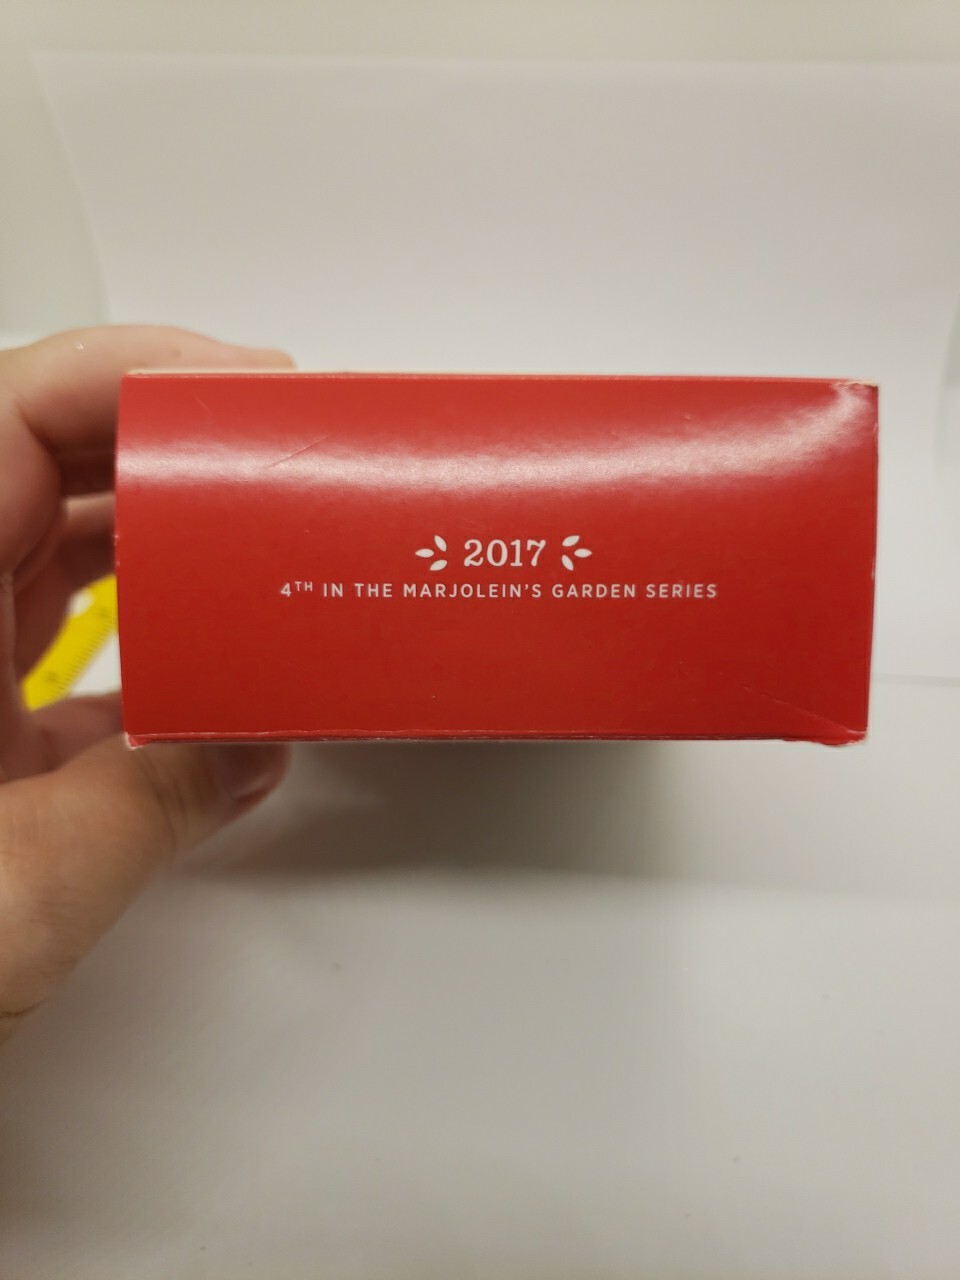 2017
4TH IN THE MARJOLEIN'S GARDEN SERIES